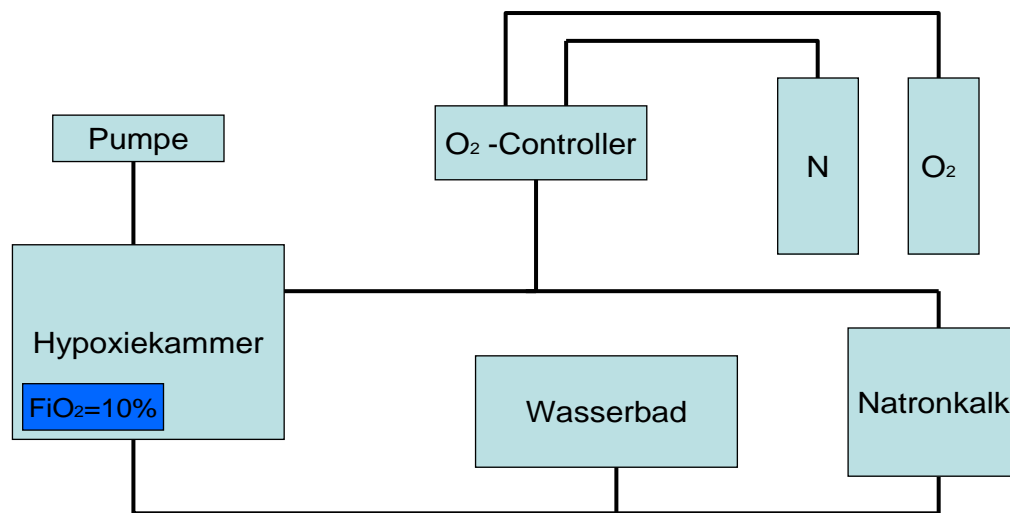 Pumpe
O₂ -Controller
N
O₂
Hypoxiekammer
FiO₂=10%
Wasserbad
Natronkalk